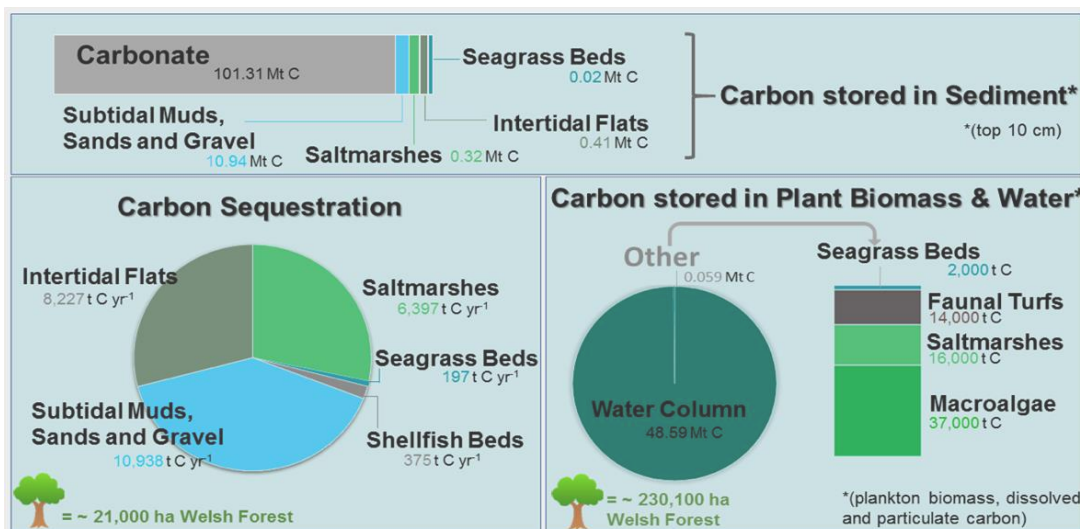 Carbonate
101.31 Mt C
Subtidal Muds,
Sands and Gravel
10.94 Mt C
Saltmarshes 0.32 Mt C
Seagrass Beds
0.02 Mt C
Intertidal Flats
0.41 Mt C
Carbon stored in Sediment*
*(top 10 cm)
Carbon Sequestration
Intertidal Flats
8,227 t C yr⁻¹
Saltmarshes
6,397 t C yr⁻¹
Seagrass Beds
197 t C yr⁻¹
Shellfish Beds
375 t C yr⁻¹
Subtidal Muds,
Sands and Gravel
10,938 t C yr⁻¹
= ~ 21,000 ha Welsh Forest
Carbon stored in Plant Biomass & Water*
Other
0.059 Mt C
Water Column
48.59 Mt C
Seagrass Beds
2,000 t C
Faunal Turfs
14,000 t C
Saltmarshes
16,000 t C
Macroalgae
37,000 t C
= ~ 230,100 ha
Welsh Forest
*(plankton biomass, dissolved
and particulate carbon)